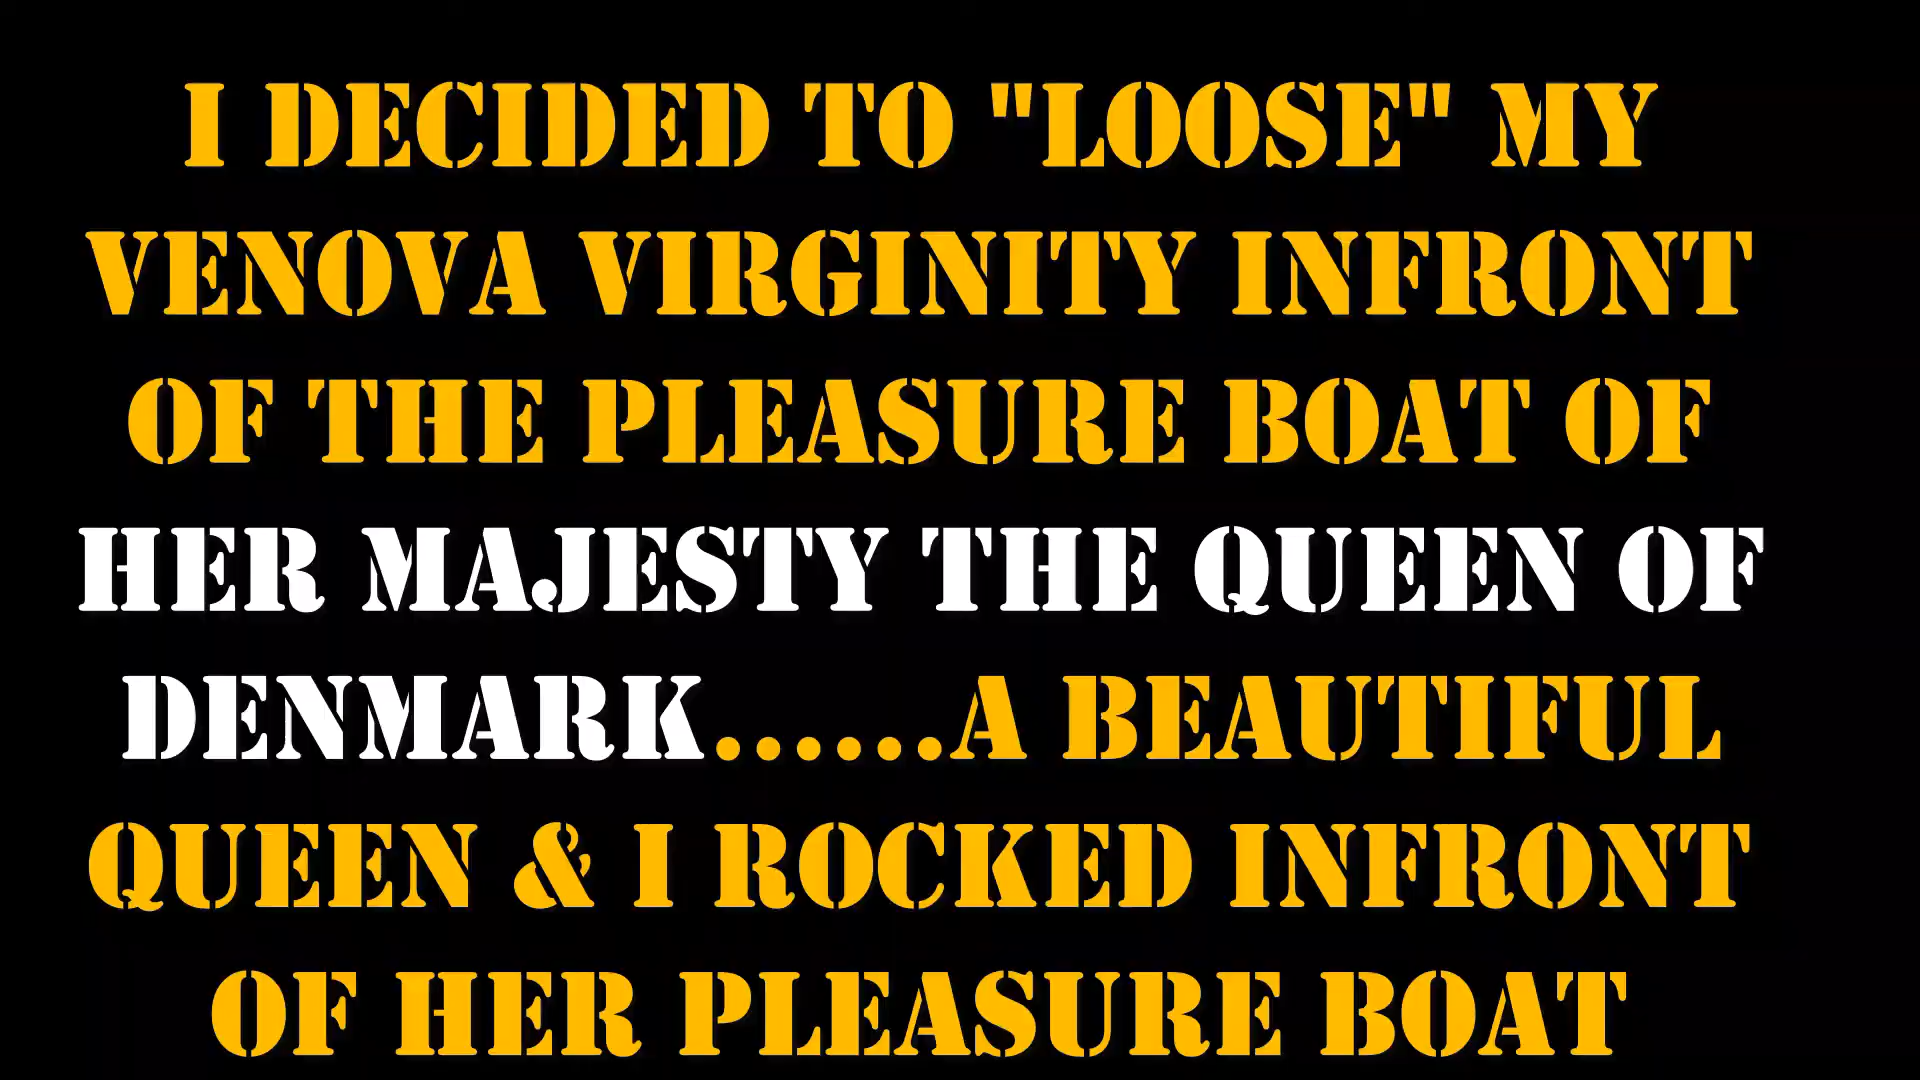 I DECIDED TO "LOOSE" MY
VENOVA VIRGINITY INFRONT
OF THE PLEASURE BOAT OF
HER MAJESTY THE QUEEN OF
DENMARK......A BEAUTIFUL
QUEEN & I ROCKED INFRONT
OF HER PLEASURE BOAT